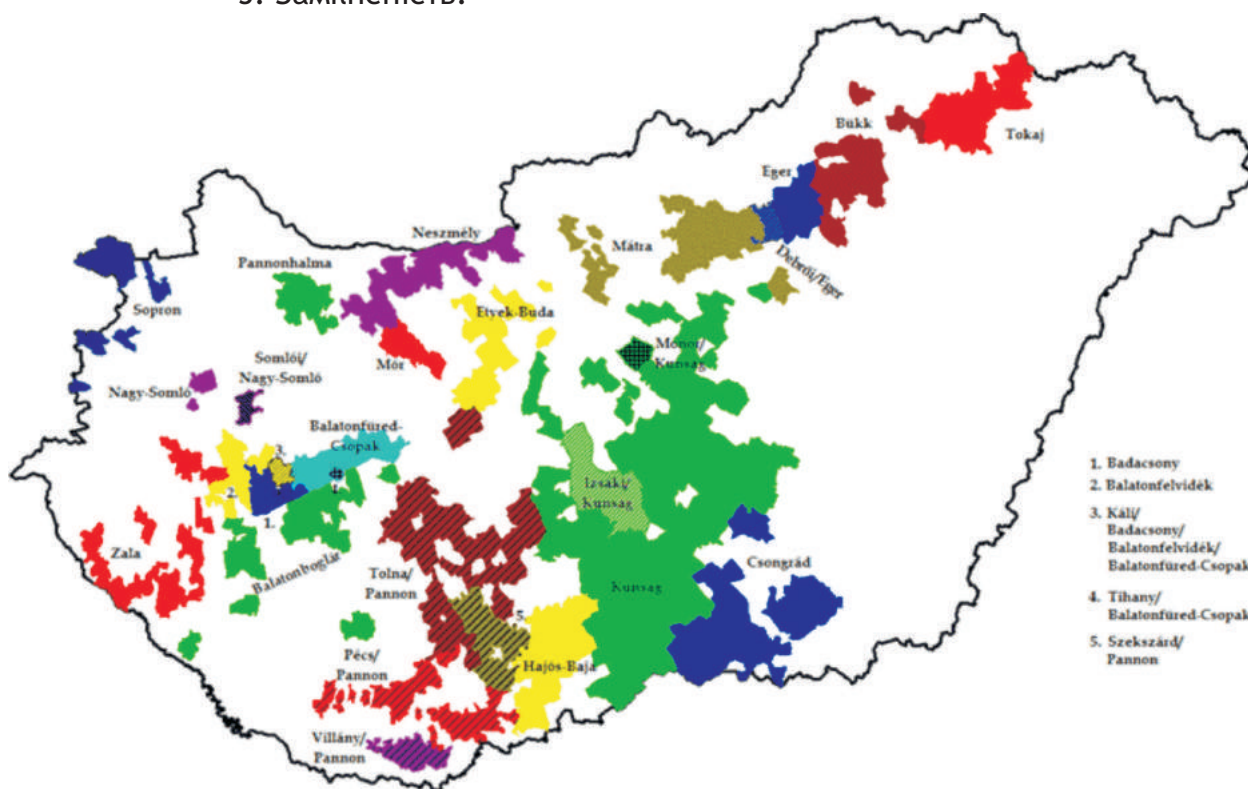 5. Замкнететь.
Bükk
Tokaj
Eger
Neszmély
Mátra
Debrői/Eger
Pannonhalma
Sopron
Etyek-Buda
Monor/
Kunság
Mór
Somlói/
Nagy-Somló
Nagy-Somló
Balatonfüred-
Csopak
3.
2.
4.
1.
Izsáki/
Kunság
Zala
Balatonboglár
Tolna/
Pannon
Kunság
Csongrád
5.
Hajós-Baja
Pécs/
Pannon
Villány/
Pannon
1. Badacsony
2. Balatonfelvidék
3. Káli/
Badacsony/
Balatonfelvidék/
Balatonfüred-Csopak
4. Tihany/
Balatonfüred-Csopak
5. Szekszárd/
Pannon